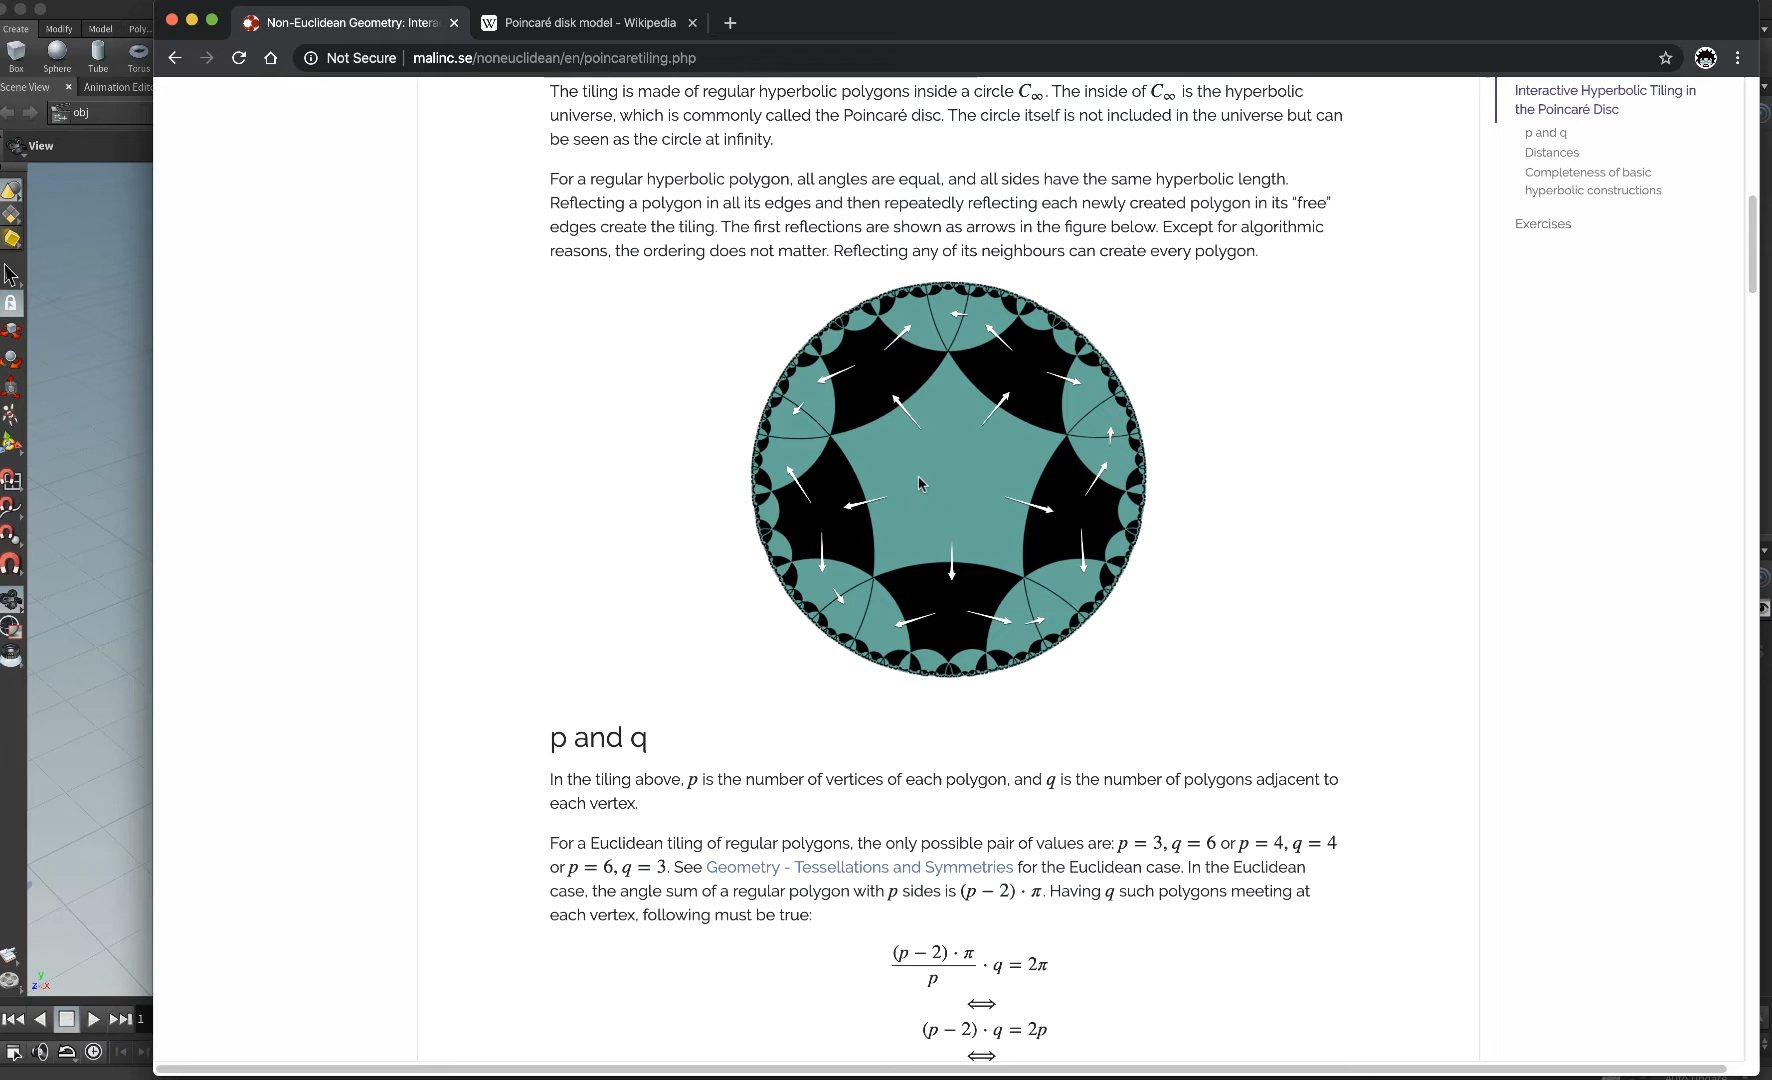 Create Modify Model Poly...
Box Sphere Tube Torus
Scene View Animation Edit
obj
View
Non-Euclidean Geometry: Intera
Poincaré disk model - Wikipedia
Not Secure malinc.se/noneuclidean/en/poincaretiling.php
The tiling is made of regular hyperbolic polygons inside a circle C∞. The inside of C∞ is the hyperbolic
universe, which is commonly called the Poincaré disc. The circle itself is not included in the universe but can
be seen as the circle at infinity.
For a regular hyperbolic polygon, all angles are equal, and all sides have the same hyperbolic length.
Reflecting a polygon in all its edges and then repeatedly reflecting each newly created polygon in its “free”
edges create the tiling. The first reflections are shown as arrows in the figure below. Except for algorithmic
reasons, the ordering does not matter. Reflecting any of its neighbours can create every polygon.
p and q
In the tiling above, p is the number of vertices of each polygon, and q is the number of polygons adjacent to
each vertex.
For a Euclidean tiling of regular polygons, the only possible pair of values are: p = 3, q = 6 or p = 4, q = 4
or p = 6, q = 3. See Geometry - Tessellations and Symmetries for the Euclidean case. In the Euclidean
case, the angle sum of a regular polygon with p sides is (p − 2) · π. Having q such polygons meeting at
each vertex, following must be true:
(p − 2) · π
p
· q = 2π
⟺
(p − 2) · q = 2p
⟺
Interactive Hyperbolic Tiling in
the Poincaré Disc
p and q
Distances
Completeness of basic
hyperbolic constructions
Exercises
y
z x
1